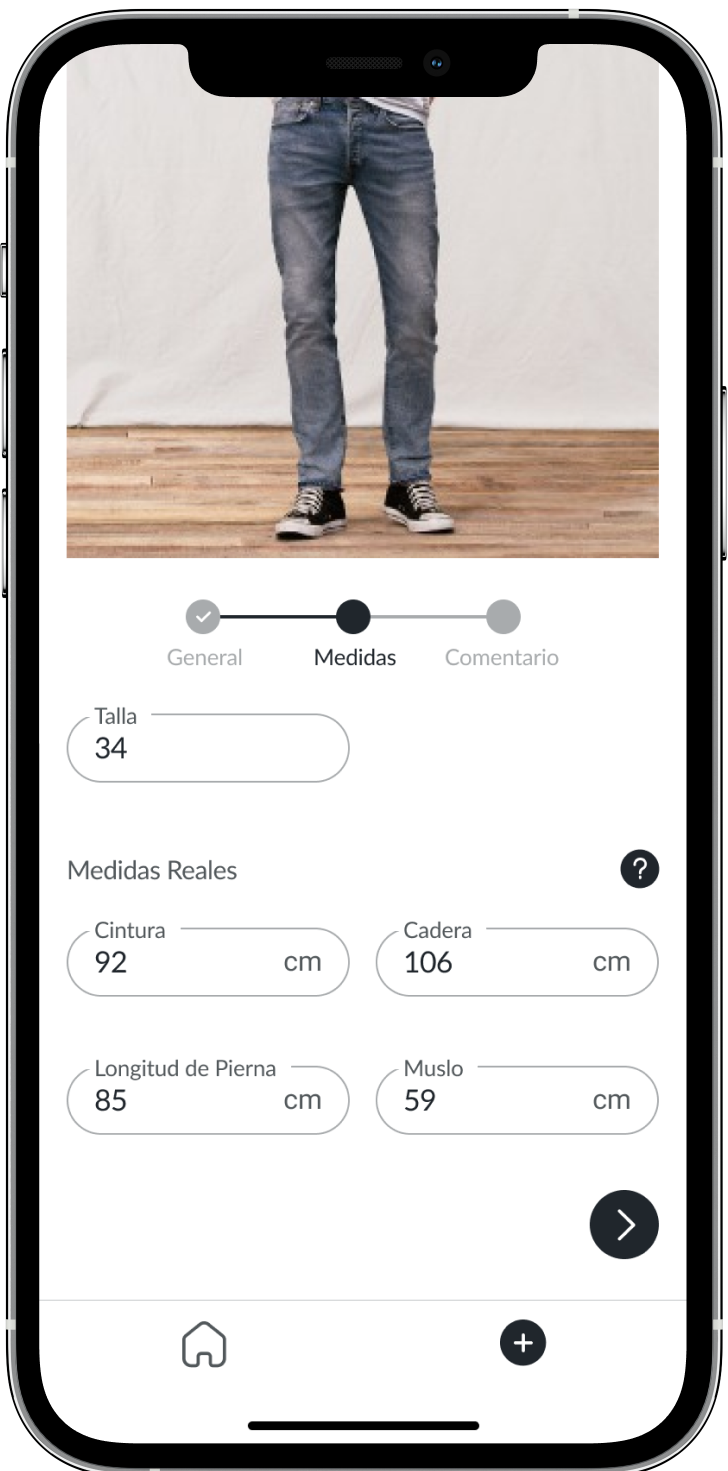 General Medidas Comentario
Talla
34
Medidas Reales ?
Cintura Cadera
92 cm 106 cm
Longitud de Pierna Muslo
85 cm 59 cm